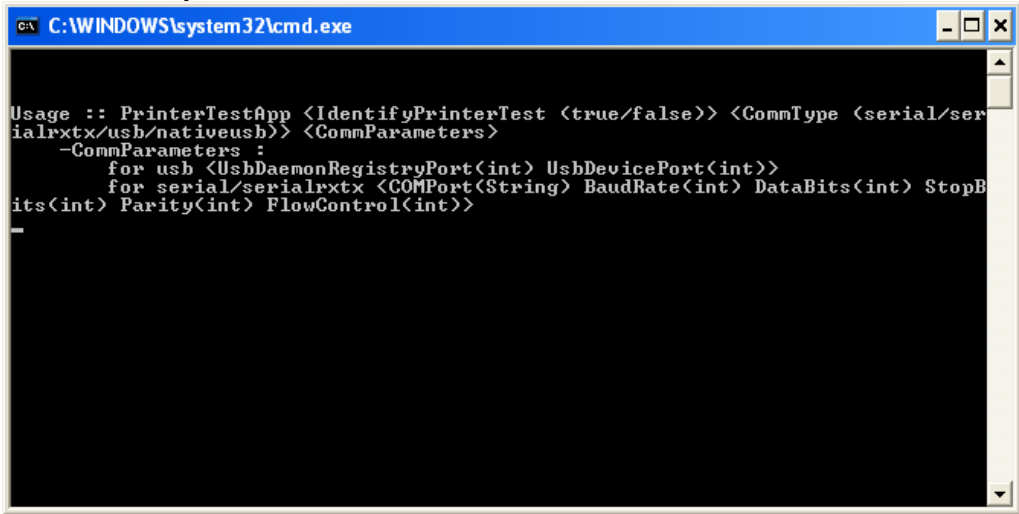 C:\WINDOWS\system32\cmd.exe
Usage :: PrinterTestApp <IdentifyPrinterTest (true/false)> <CommType (serial/ser
ialrxtx/usb/nativeusb)> <CommParameters>
    -CommParameters :
        for usb <UsbDaemonRegistryPort(int) UsbDevicePort(int)>
        for serial/serialrxtx <COMPort(String) BaudRate(int) DataBits(int) StopB
its(int) Parity(int) FlowControl(int)>